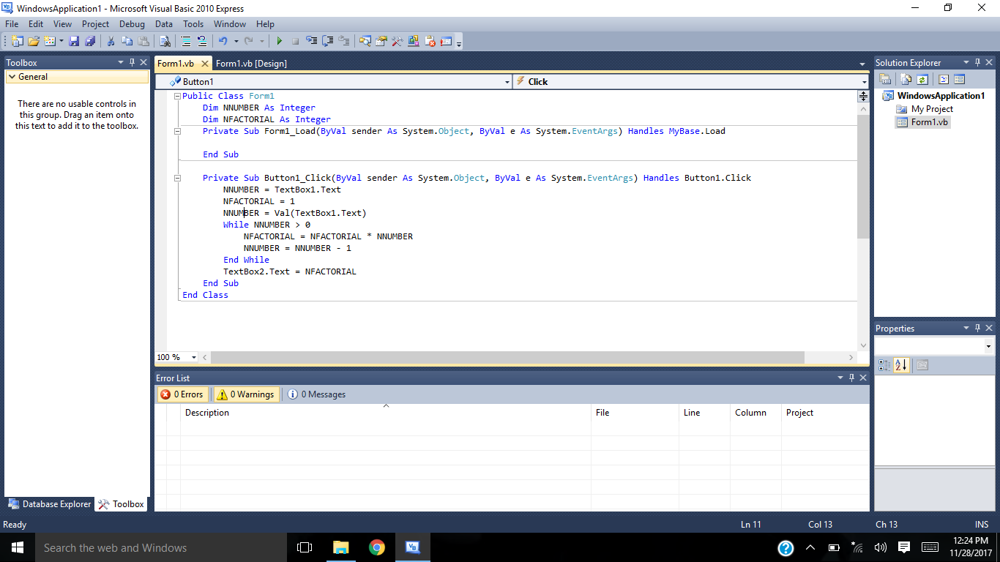 WindowsApplication1 - Microsoft Visual Basic 2010 Express
File Edit View Project Debug Data Tools Window Help
Toolbox
General
There are no usable controls in
this group. Drag an item onto
this text to add it to the toolbox.
Database Explorer Toolbox
Form1.vb Form1.vb [Design]
Button1 Click
Public Class Form1
Dim NNUMBER As Integer
Dim NFACTORIAL As Integer
Private Sub Form1_Load(ByVal sender As System.Object, ByVal e As System.EventArgs) Handles MyBase.Load
End Sub
Private Sub Button1_Click(ByVal sender As System.Object, ByVal e As System.EventArgs) Handles Button1.Click
NNUMBER = TextBox1.Text
NFACTORIAL = 1
NNUMBER = Val(TextBox1.Text)
While NNUMBER > 0
NFACTORIAL = NFACTORIAL * NNUMBER
NNUMBER = NNUMBER - 1
End While
TextBox2.Text = NFACTORIAL
End Sub
End Class
100 %
Error List
0 Errors 0 Warnings 0 Messages
Description File Line Column Project
Solution Explorer
WindowsApplication1
My Project
Form1.vb
Properties
Ready Ln 11 Col 13 Ch 13 INS
Search the web and Windows
12:24 PM
11/28/2017